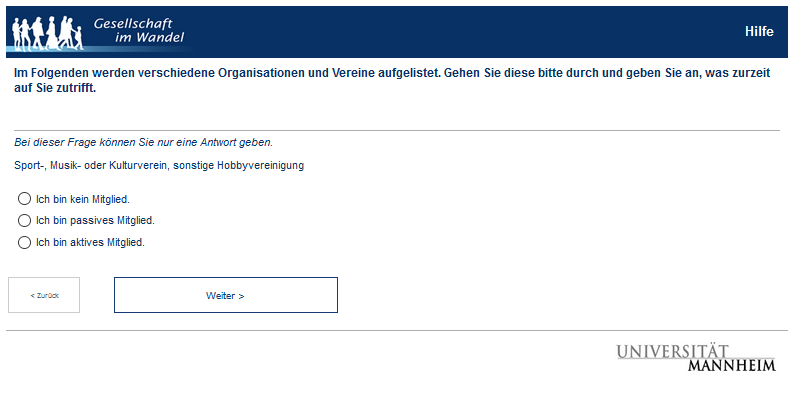 Gesellschaft
im Wandel
Hilfe
Im Folgenden werden verschiedene Organisationen und Vereine aufgelistet. Gehen Sie diese bitte durch und geben Sie an, was zurzeit
auf Sie zutrifft.
Bei dieser Frage können Sie nur eine Antwort geben.
Sport-, Musik- oder Kulturverein, sonstige Hobbyvereinigung
Ich bin kein Mitglied.
Ich bin passives Mitglied.
Ich bin aktives Mitglied.
< Zurück
Weiter >
UNIVERSITÄT
MANNHEIM